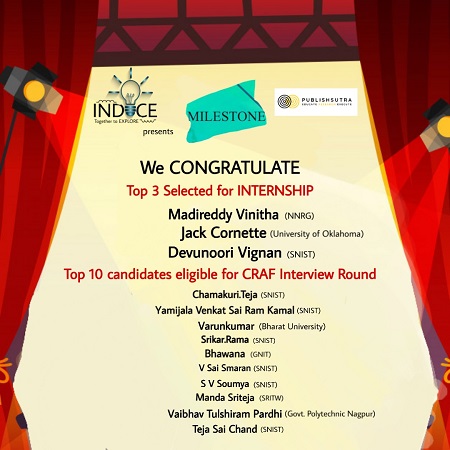 INDUCE
Together to EXPLORE
presents
MILESTONE
PUBLISHSUTRA
We CONGRATULATE
Top 3 Selected for INTERNSHIP
Madireddy Vinitha (NNRG)
Jack Cornette (University of Oklahoma)
Devunoori Vignan (SNIST)
Top 10 candidates eligible for CRAF Interview Round
Chamakuri.Teja (SNIST)
Yamijala Venkat Sai Ram Kamal (SNIST)
Varunkumar (Bharat University)
Srikar.Rama (SNIST)
Bhawana (GNIT)
V Sai Smaran (SNIST)
S V Soumya (SNIST)
Manda Sriteja (SRITW)
Vaibhav Tulshiram Pardhi (Govt. Polytechnic Nagpur)
Teja Sai Chand (SNIST)